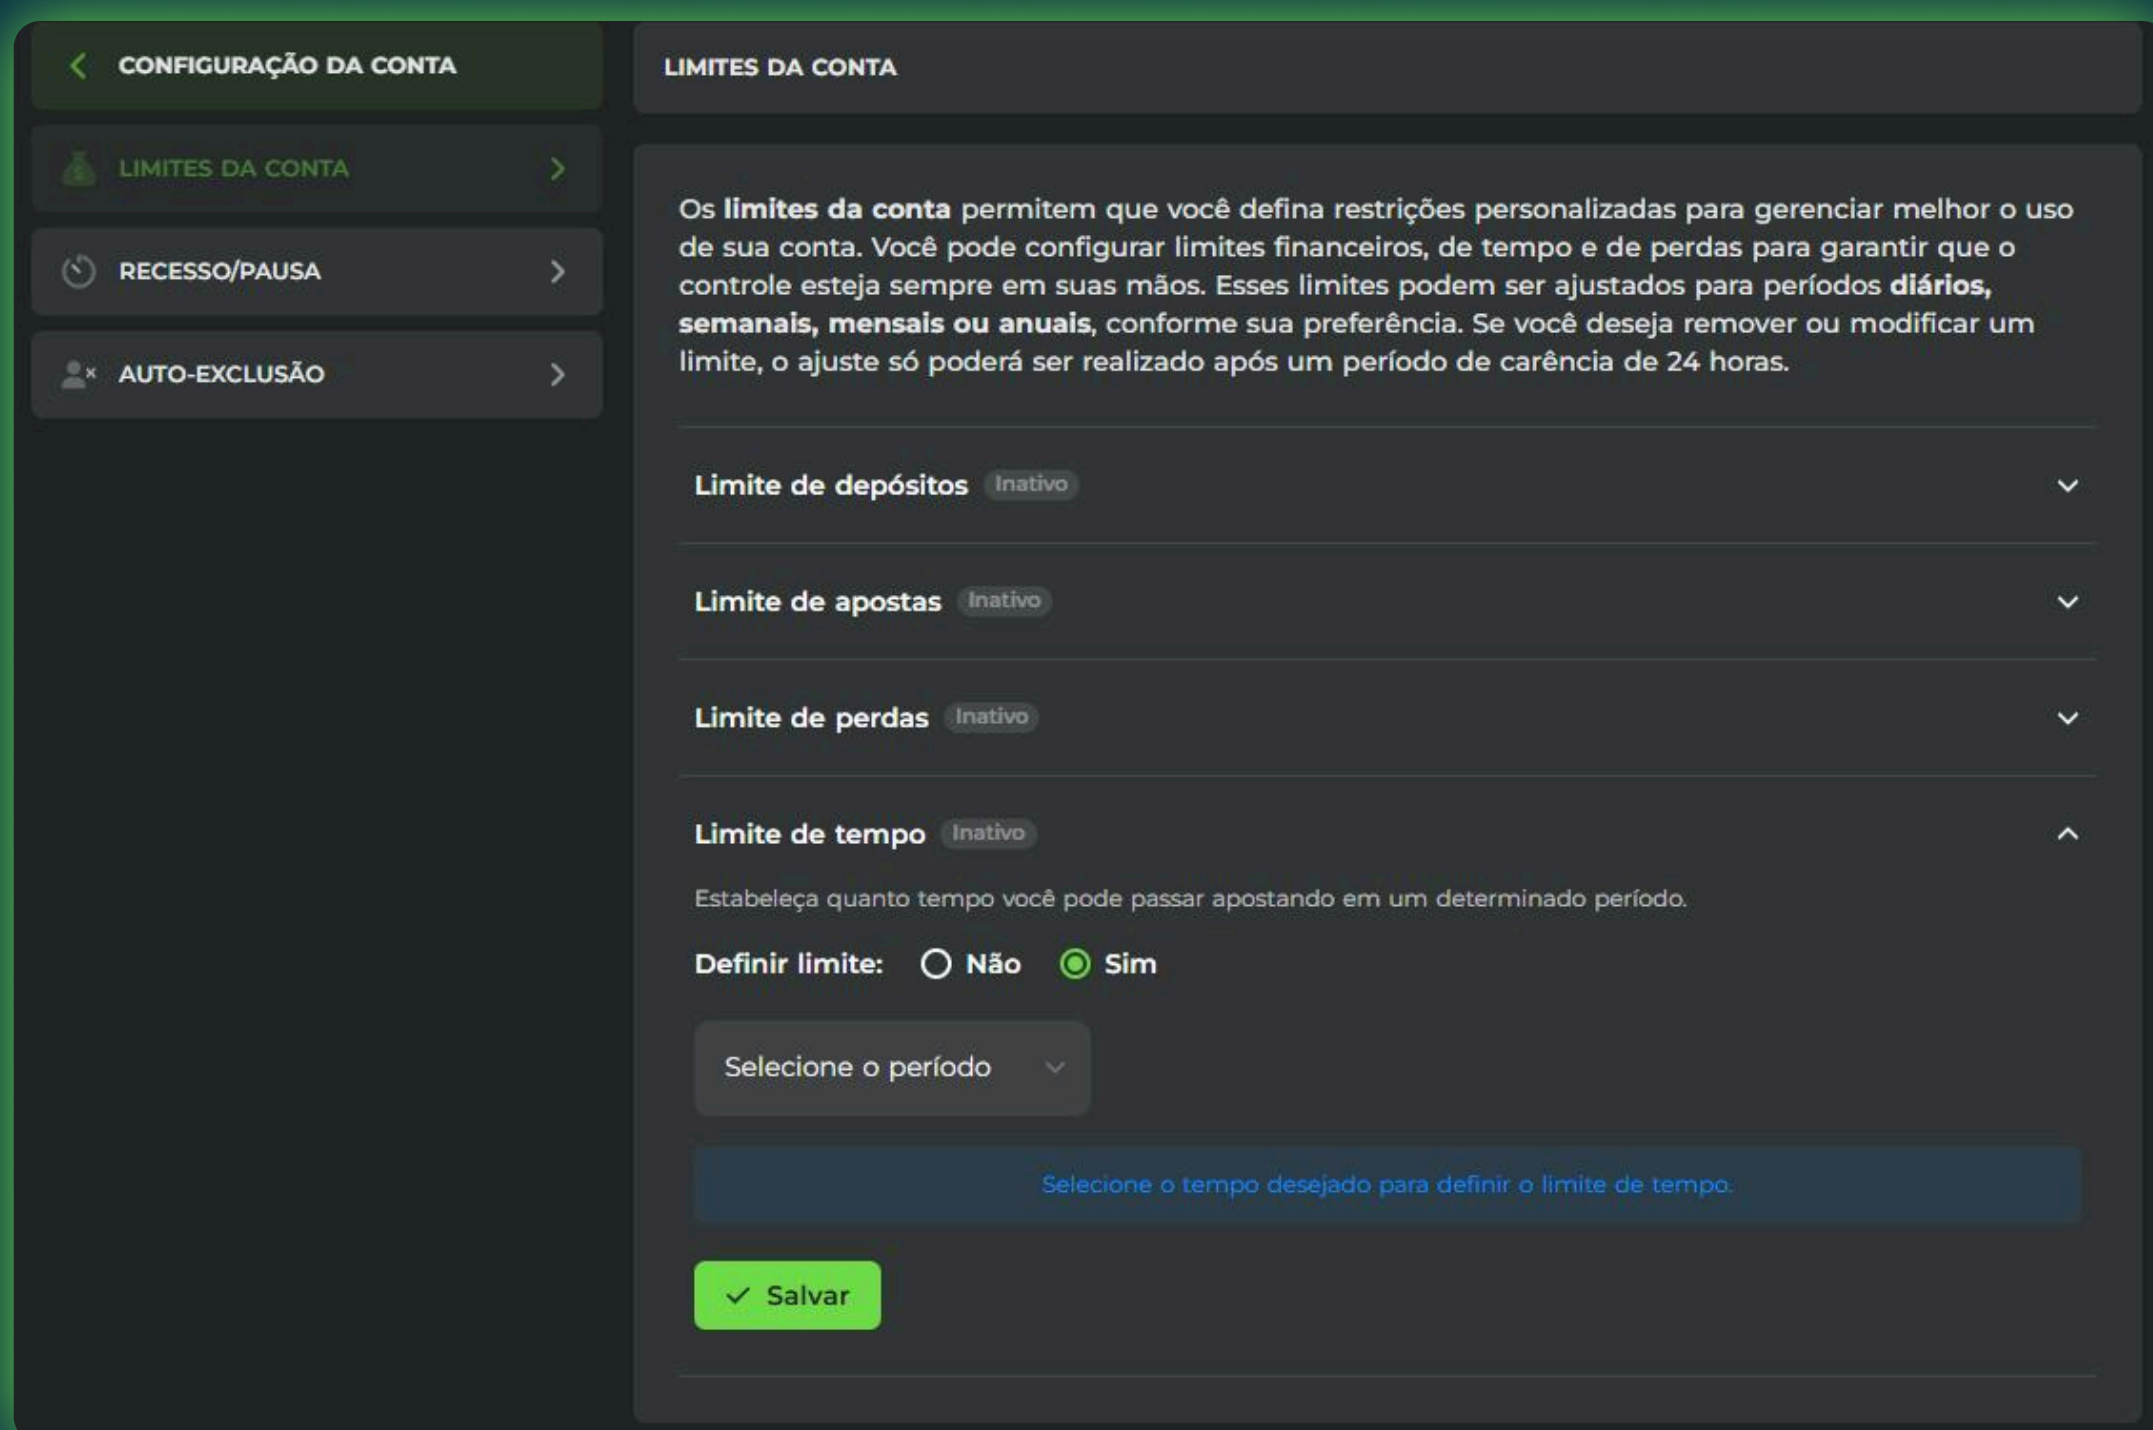 CONFIGURAÇÃO DA CONTA
LIMITES DA CONTA
RECESSO/PAUSA
AUTO-EXCLUSÃO
LIMITES DA CONTA
Os limites da conta permitem que você defina restrições personalizadas para gerenciar melhor o uso
de sua conta. Você pode configurar limites financeiros, de tempo e de perdas para garantir que o
controle esteja sempre em suas mãos. Esses limites podem ser ajustados para períodos diários,
semanais, mensais ou anuais, conforme sua preferência. Se você deseja remover ou modificar um
limite, o ajuste só poderá ser realizado após um período de carência de 24 horas.
Limite de depósitos Inativo
Limite de apostas Inativo
Limite de perdas Inativo
Limite de tempo Inativo
Estabeleça quanto tempo você pode passar apostando em um determinado período.
Definir limite: Não Sim
Selecione o período
Selecione o tempo desejado para definir o limite de tempo.
Salvar